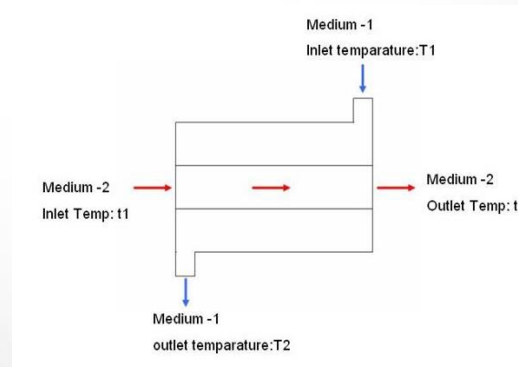 Medium -1
Inlet temparature:T1
Medium -2
Inlet Temp: t1
Medium -2
Outlet Temp: t
Medium -1
outlet temparature:T2